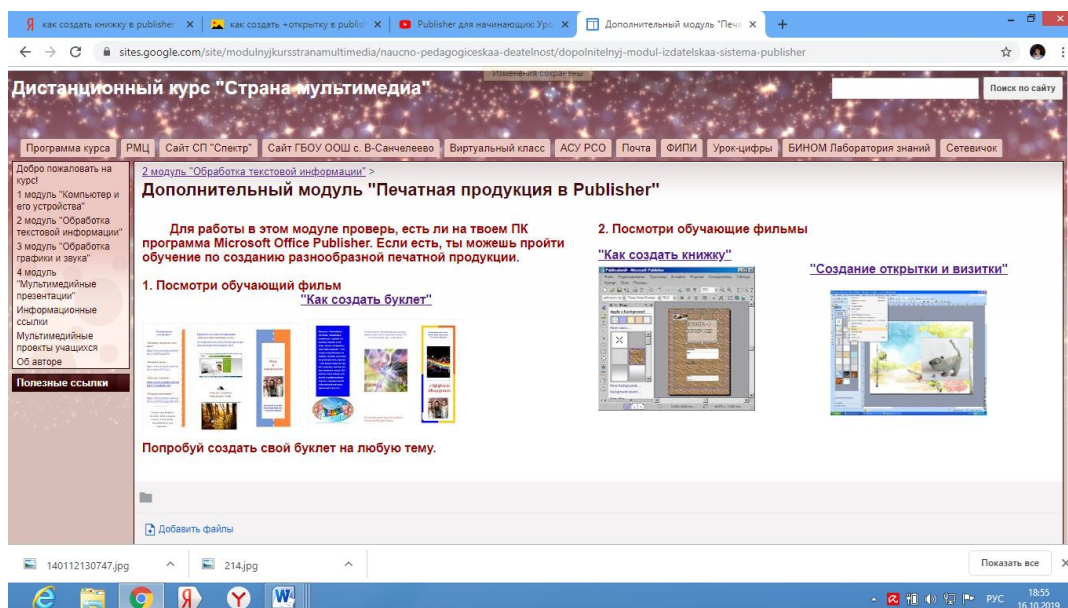 как создать книжку в publisher
как создать +открытку в publis
Publisher для начинающих: Уро
Дополнительный модуль "Печа
sites.google.com/site/modulnyjkursstranamultimedia/naucno-pedagogiceskaa-deatelnost/dopolnitelnyj-modul-izdatelskaa-sistema-publisher
Изменения сохранены
Дистанционный курс "Страна мультимедиа"
Поиск по сайту
Программа курса РМЦ Сайт СП "Спектр" Сайт ГБОУ ООШ с. В-Санчелеево Виртуальный класс АСУ РСО Почта ФИПИ Урок-цифры БИНОМ Лаборатория знаний Сетевичок
Добро пожаловать на
курс!
1 модуль "Компьютер и
его устройства"
2 модуль "Обработка
текстовой информации"
3 модуль "Обработка
графики и звука"
4 модуль
"Мультимедийные
презентации"
Информационные
ссылки
Мультимедийные
проекты учащихся
Об авторе
Полезные ссылки
2 модуль "Обработка текстовой информации" >
Дополнительный модуль "Печатная продукция в Publisher"
Для работы в этом модуле проверь, есть ли на твоем ПК
программа Microsoft Office Publisher. Если есть, ты можешь пройти
обучение по созданию разнообразной печатной продукции.
1. Посмотри обучающий фильм
"Как создать буклет"
Попробуй создать свой буклет на любую тему.
2. Посмотри обучающие фильмы
"Как создать книжку"
"Создание открытки и визитки"
Apply a background
Добавить файлы
140112130747.jpg
214.jpg
Показать все
РУС
18:55
16.10.2019